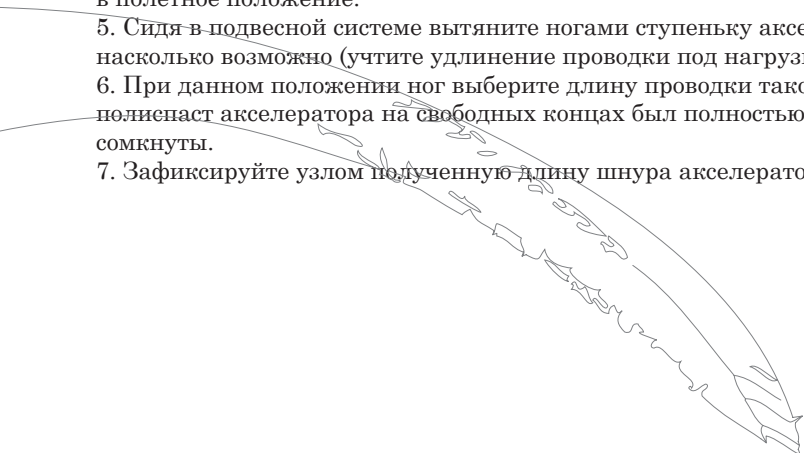 в полетное положение.
5. Сидя в подвесной системе вытяните ногами ступеньку аксе
насколько возможно (учтите удлинение проводки под нагруз
6. При данном положении ног выберите длину проводки тако
полиспаст акселератора на свободных концах был полностью
сомкнуты.
7. Зафиксируйте узлом полученную длину шнура акселерато